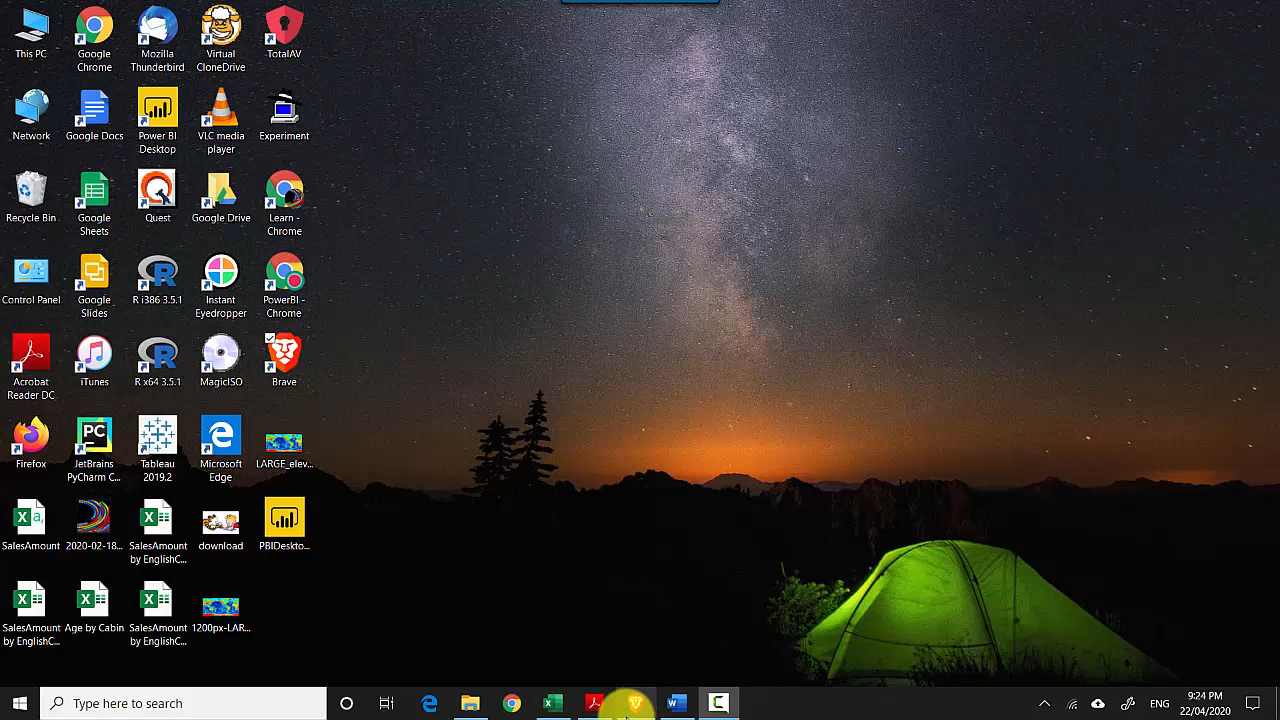 This PC
Google
Chrome
Mozilla
Thunderbird
Virtual
CloneDrive
TotalAV
Network
Google Docs
Power BI
Desktop
VLC media
player
Experiment
Recycle Bin
Google
Sheets
Quest
Google Drive
Learn -
Chrome
Control Panel
Google
Slides
R i386 3.5.1
Instant
Eyedropper
PowerBI -
Chrome
Acrobat
Reader DC
iTunes
R x64 3.5.1
MagicISO
Brave
Firefox
PC
JetBrains
PyCharm C...
Tableau
2019.2
Microsoft
Edge
LARGE_elev...
SalesAmount
2020-02-18...
SalesAmount
by EnglishC...
download
PBIDeskto...
SalesAmount
by EnglishC...
Age by Cabin
SalesAmount
by EnglishC...
1200px-LAR...
Type here to search
ENG
9:24 PM
22/04/2020